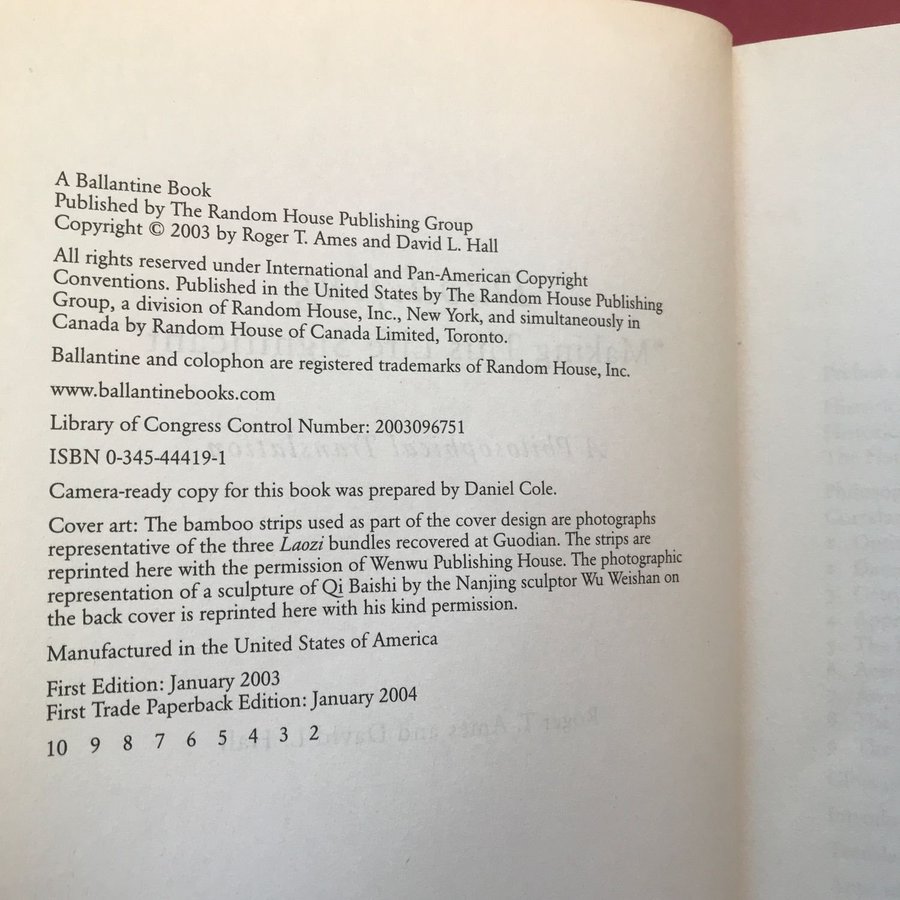 A Ballantine Book
Published by The Random House Publishing Group
Copyright © 2003 by Roger T. Ames and David L. Hall
All rights reserved under International and Pan-American Copyright
Conventions. Published in the United States by The Random House Publishing
Group, a division of Random House, Inc., New York, and simultaneously in
Canada by Random House of Canada Limited, Toronto.
Ballantine and colophon are registered trademarks of Random House, Inc.
www.ballantinebooks.com
Library of Congress Control Number: 2003096751
ISBN 0-345-44419-1
Camera-ready copy for this book was prepared by Daniel Cole.
Cover art: The bamboo strips used as part of the cover design are photographs
representative of the three Laozi bundles recovered at Guodian. The strips are
reprinted here with the permission of Wenwu Publishing House. The photographic
representation of a sculpture of Qi Baishi by the Nanjing sculptor Wu Weishan on
the back cover is reprinted here with his kind permission.
Manufactured in the United States of America
First Edition: January 2003
First Trade Paperback Edition: January 2004
10 9 8 7 6 5 4 3 2